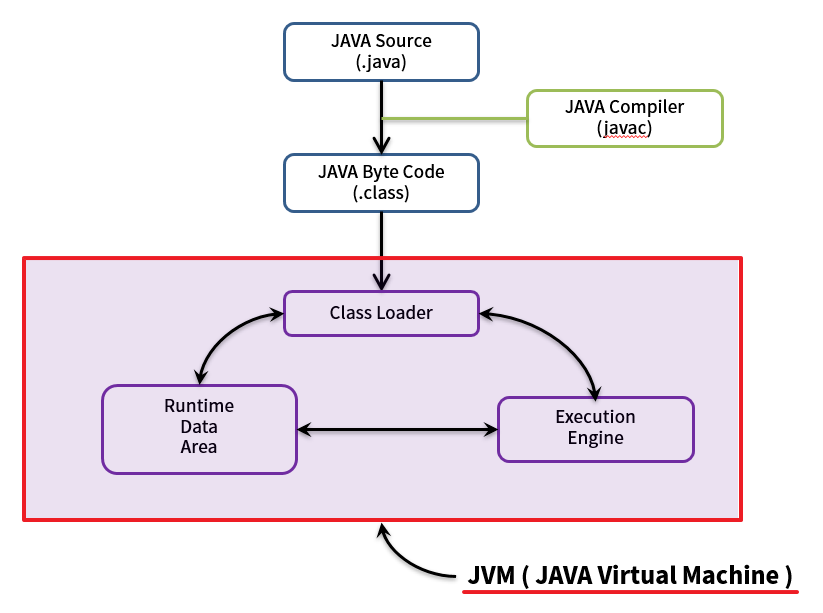 JAVA Source
(.java)
JAVA Compiler
(javac)
JAVA Byte Code
(.class)
Class Loader
Runtime
Data
Area
Execution
Engine
JVM ( JAVA Virtual Machine )